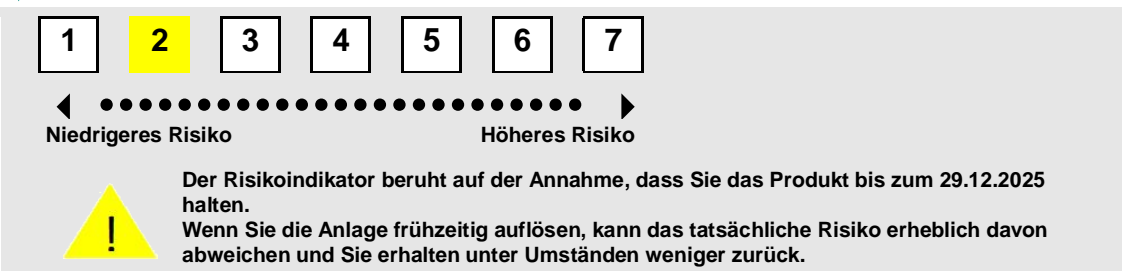 1 2 3 4 5 6 7
Niedrigeres Risiko Höheres Risiko
Der Risikoindikator beruht auf der Annahme, dass Sie das Produkt bis zum 29.12.2025
halten.
Wenn Sie die Anlage frühzeitig auflösen, kann das tatsächliche Risiko erheblich davon
! abweichen und Sie erhalten unter Umständen weniger zurück.